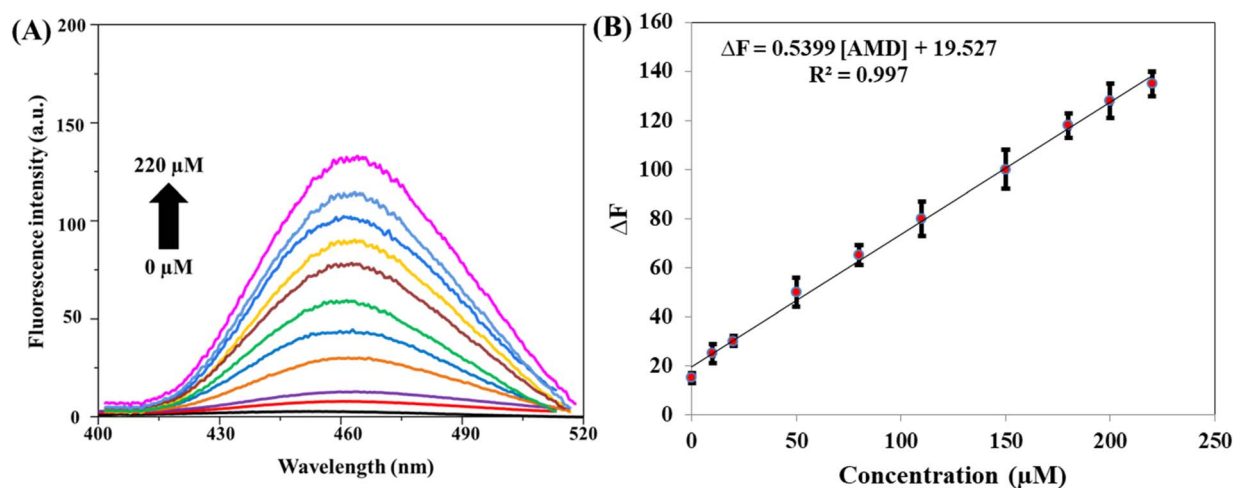 (A)
200
150
100
50
0
Fluorescence intensity (a.u.)
220 µM
0 µM
400 430 460 490 520
Wavelength (nm)
(B)
160
140
120
100
80
60
40
20
0
ΔF
ΔF = 0.5399 [AMD] + 19.527
R² = 0.997
0 50 100 150 200 250
Concentration (µM)